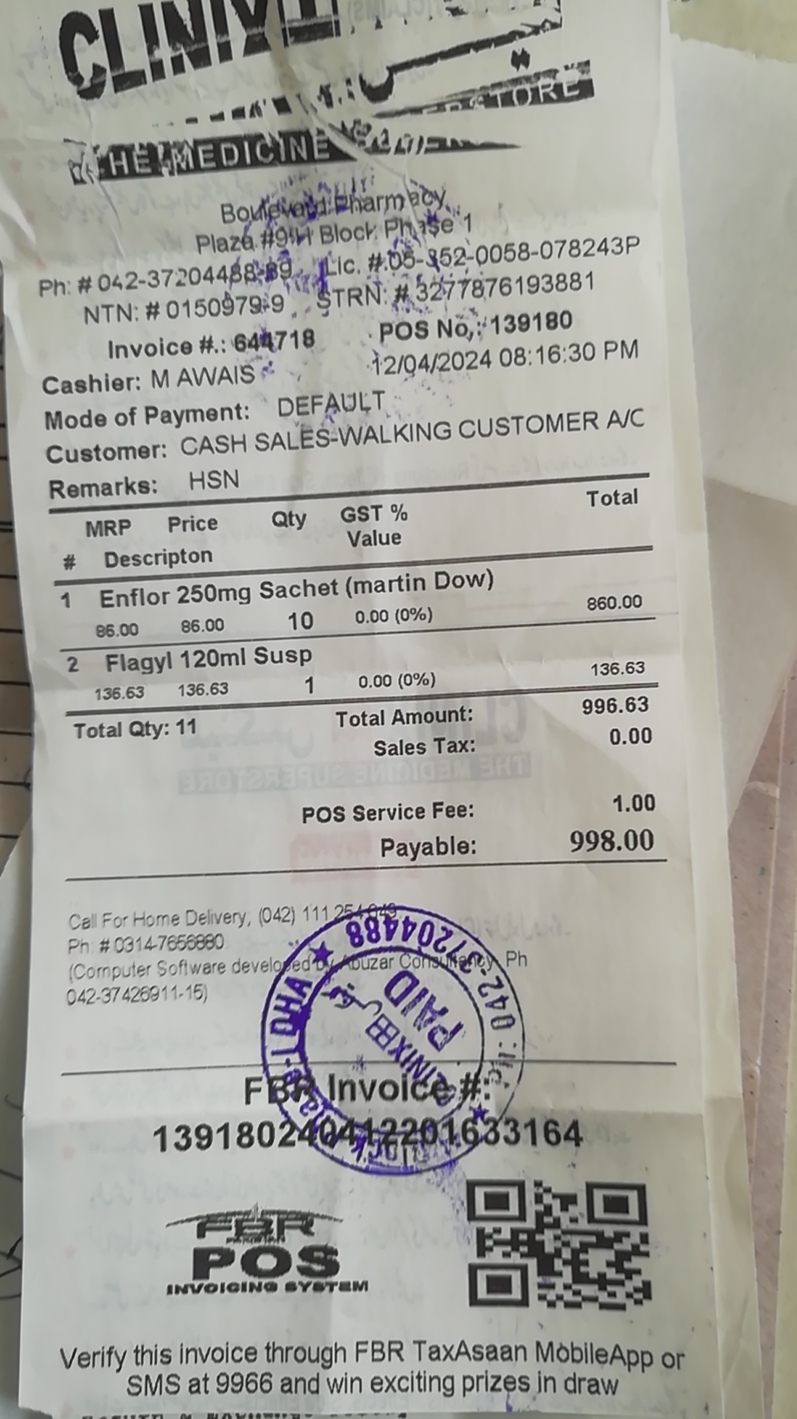 CLINIX
THE MEDICINE
Boulevard Pharmacy
Plaza #94-H Block Phase 1
Ph: # 042-37204488-89 Lic. #.05-352-0058-078243P
NTN: # 0150979-9 STRN: # 3277876193881
Invoice #.: 644718 POS No,: 139180
Cashier: M AWAIS 12/04/2024 08:16:30 PM
Mode of Payment: DEFAULT
Customer: CASH SALES-WALKING CUSTOMER A/C
Remarks: HSN
MRP Price Qty GST % Total
Value
# Descripton
1 Enflor 250mg Sachet (martin Dow)
86.00 86.00 10 0.00 (0%) 860.00
2 Flagyl 120ml Susp
136.63 136.63 1 0.00 (0%) 136.63
Total Qty: 11 Total Amount: 996.63
Sales Tax: 0.00
POS Service Fee: 1.00
Payable: 998.00
Call For Home Delivery, (042) 111
Ph: # 0314-7656880
(Computer Software developed by Abuzar Consultancy, Ph
042-37426911-15)
042-37204488
DHA
CLINIX
PAID
FBR Invoice #:
139180240412201633164
FBR
POS
INVOICING SYSTEM
Verify this invoice through FBR TaxAsaan MobileApp or
SMS at 9966 and win exciting prizes in draw